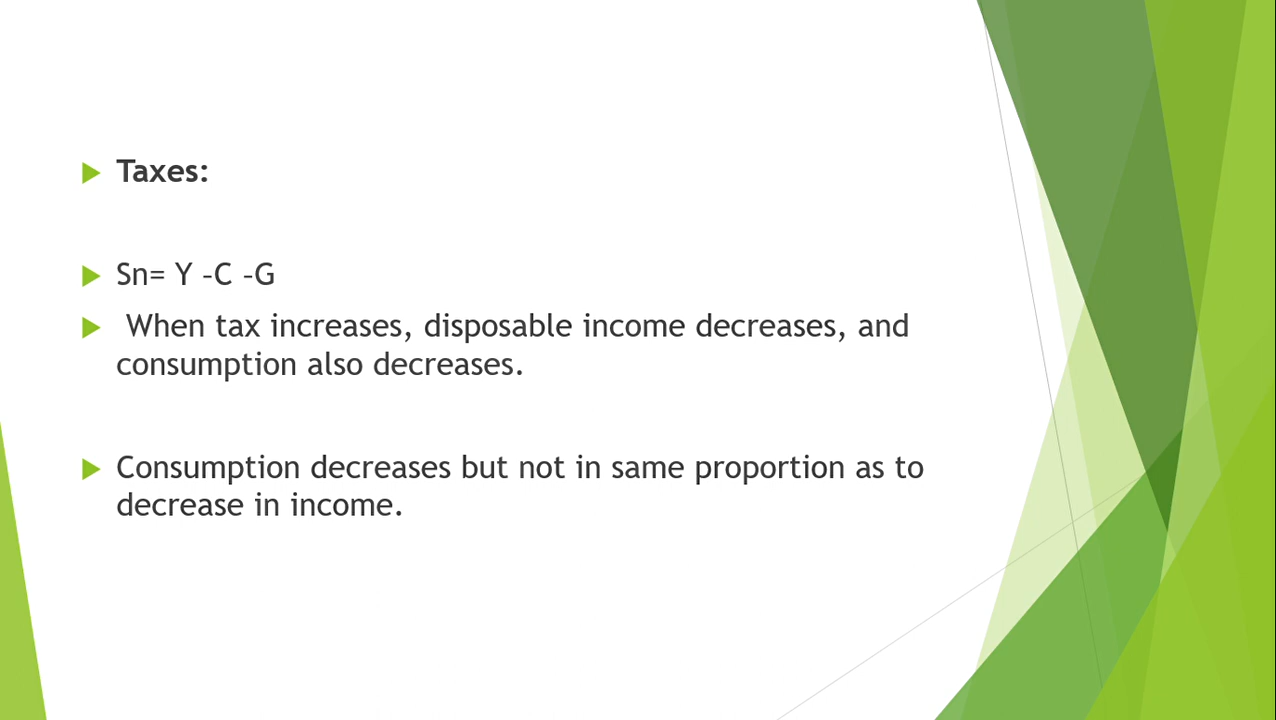 Taxes:
Sn= Y -C -G
When tax increases, disposable income decreases, and
consumption also decreases.
Consumption decreases but not in same proportion as to
decrease in income.